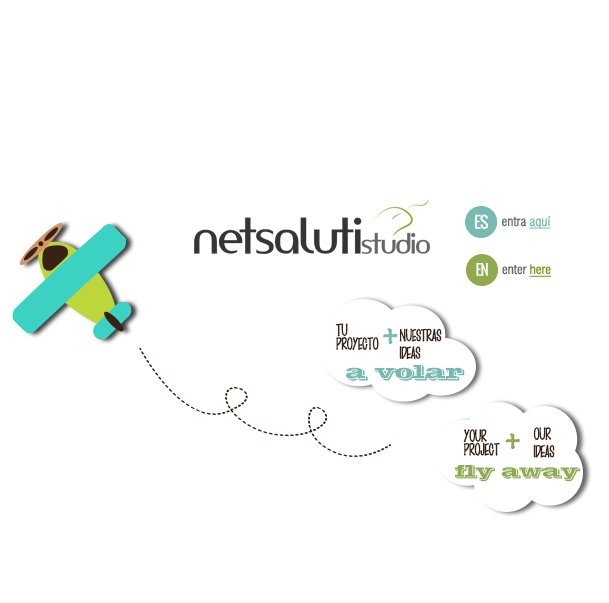 netsalutistudio
ES entra aquí
EN enter here
TU PROYECTO + NUESTRAS IDEAS
a volar
YOUR PROJECT + OUR IDEAS
fly away